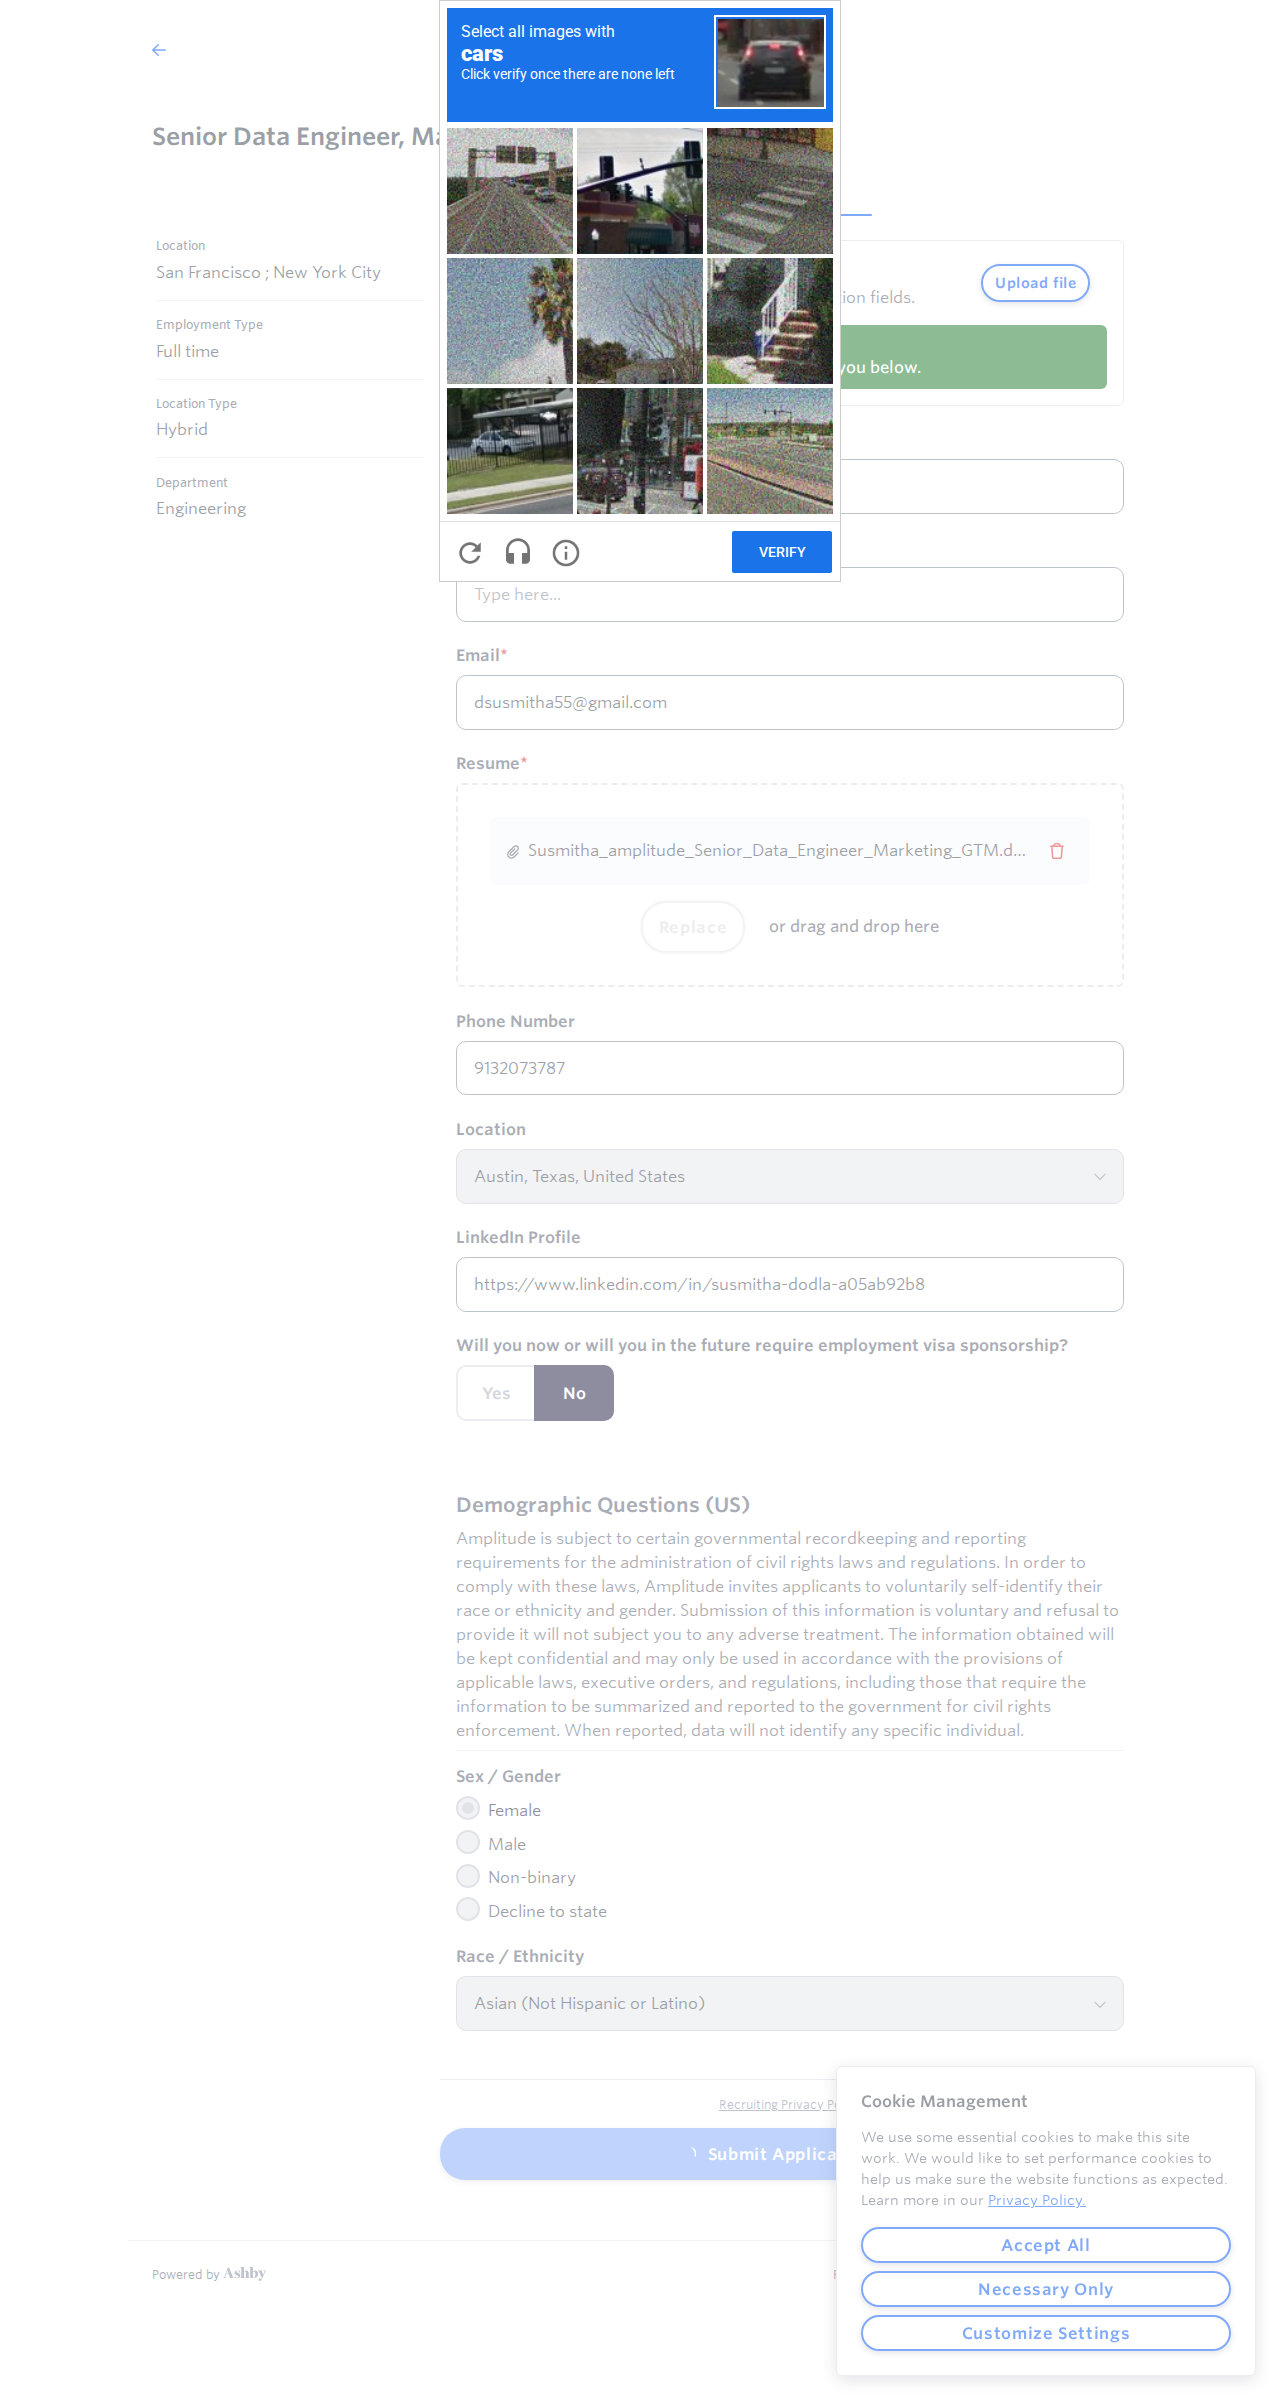 Select all images with
cars
Click verify once there are none left
VERIFY
Senior Data Engineer, Ma
Location
San Francisco ; New York City
Employment Type
Full time
Location Type
Hybrid
Department
Engineering
Upload file
ion fields.
you below.
Type here...
Email*
dsusmitha55@gmail.com
Resume*
Susmitha_amplitude_Senior_Data_Engineer_Marketing_GTM.d...
Replace
or drag and drop here
Phone Number
9132073787
Location
Austin, Texas, United States
LinkedIn Profile
https://www.linkedin.com/in/susmitha-dodla-a05ab92b8
Will you now or will you in the future require employment visa sponsorship?
Yes
No
Demographic Questions (US)
Amplitude is subject to certain governmental recordkeeping and reporting
requirements for the administration of civil rights laws and regulations. In order to
comply with these laws, Amplitude invites applicants to voluntarily self-identify their
race or ethnicity and gender. Submission of this information is voluntary and refusal to
provide it will not subject you to any adverse treatment. The information obtained will
be kept confidential and may only be used in accordance with the provisions of
applicable laws, executive orders, and regulations, including those that require the
information to be summarized and reported to the government for civil rights
enforcement. When reported, data will not identify any specific individual.
Sex / Gender
Female
Male
Non-binary
Decline to state
Race / Ethnicity
Asian (Not Hispanic or Latino)
Recruiting Privacy Po
Submit Applica
Cookie Management
We use some essential cookies to make this site
work. We would like to set performance cookies to
help us make sure the website functions as expected.
Learn more in our Privacy Policy.
Accept All
Necessary Only
Customize Settings
Powered by Ashby